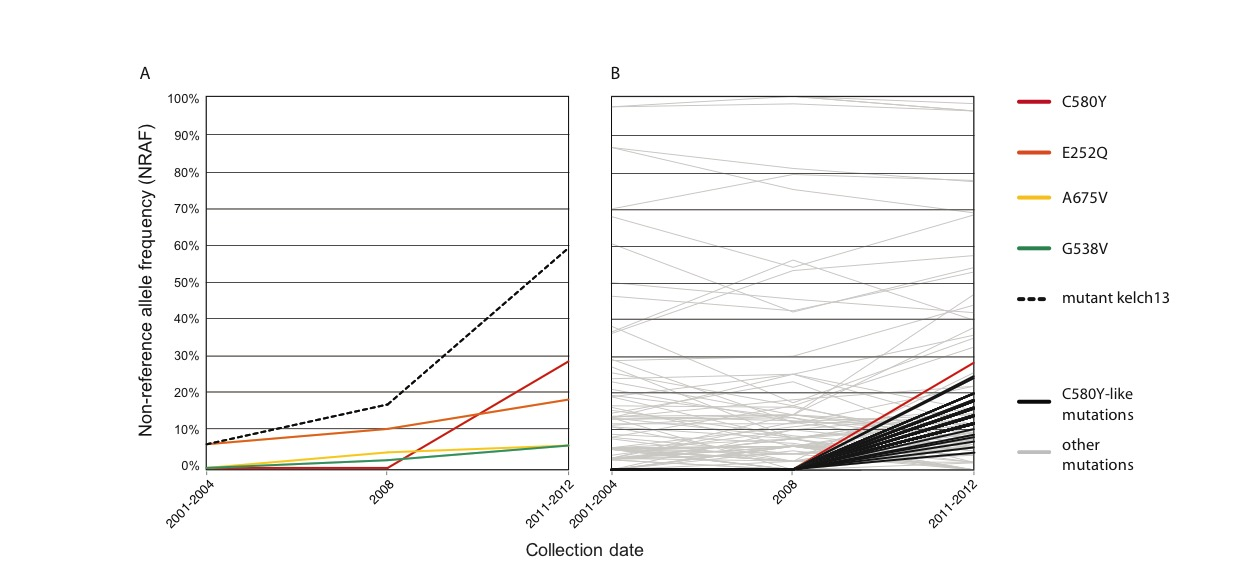 A
B
Non-reference allele frequency (NRAF)
100%
90%
80%
70%
60%
50%
40%
30%
20%
10%
0%
2001-2004
2008
2011-2012
2001-2004
2008
2011-2012
Collection date
C580Y
E252Q
A675V
G538V
mutant kelch13
C580Y-like
mutations
other
mutations